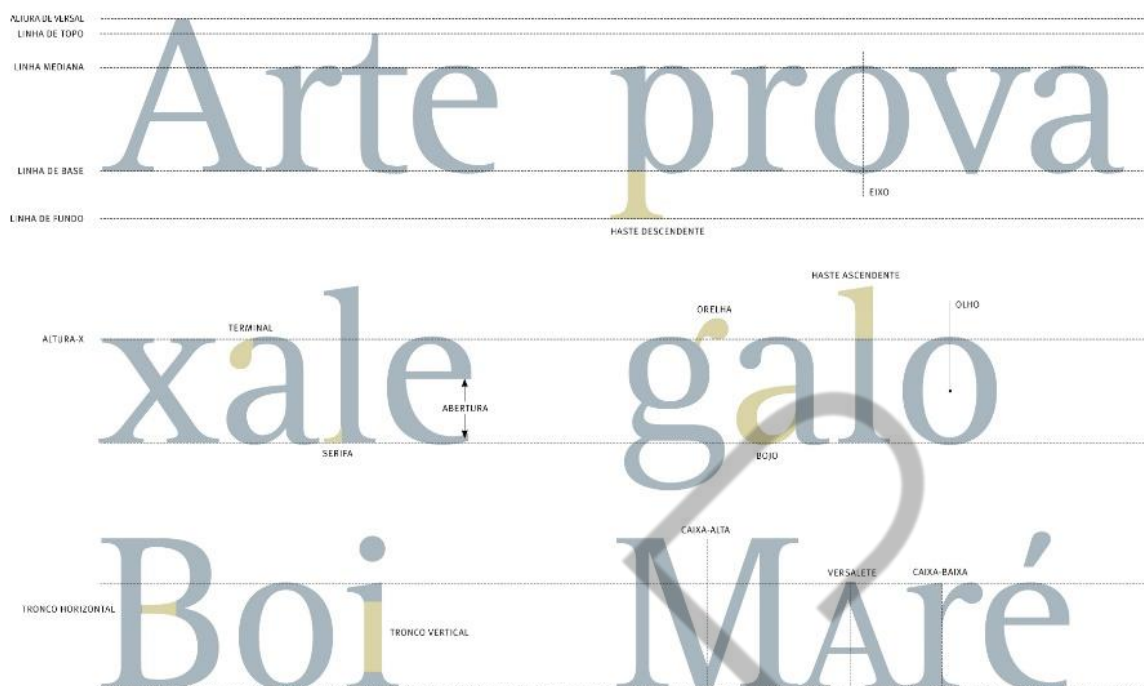 ALTURA DE VERSAL
LINHA DE TOPO
LINHA MEDIANA
Arte prova
LINHA DE BASE
EIXO
LINHA DE FUNDO
HASTE DESCENDENTE
HASTE ASCENDENTE
ORELHA
OLHO
TERMINAL
ALTURA-X
xale galo
ABERTURA
SERIFA
BOJO
CAIXA-ALTA
VERSALETE
CAIXA-BAIXA
Boi MAré
TRONCO HORIZONTAL
TRONCO VERTICAL